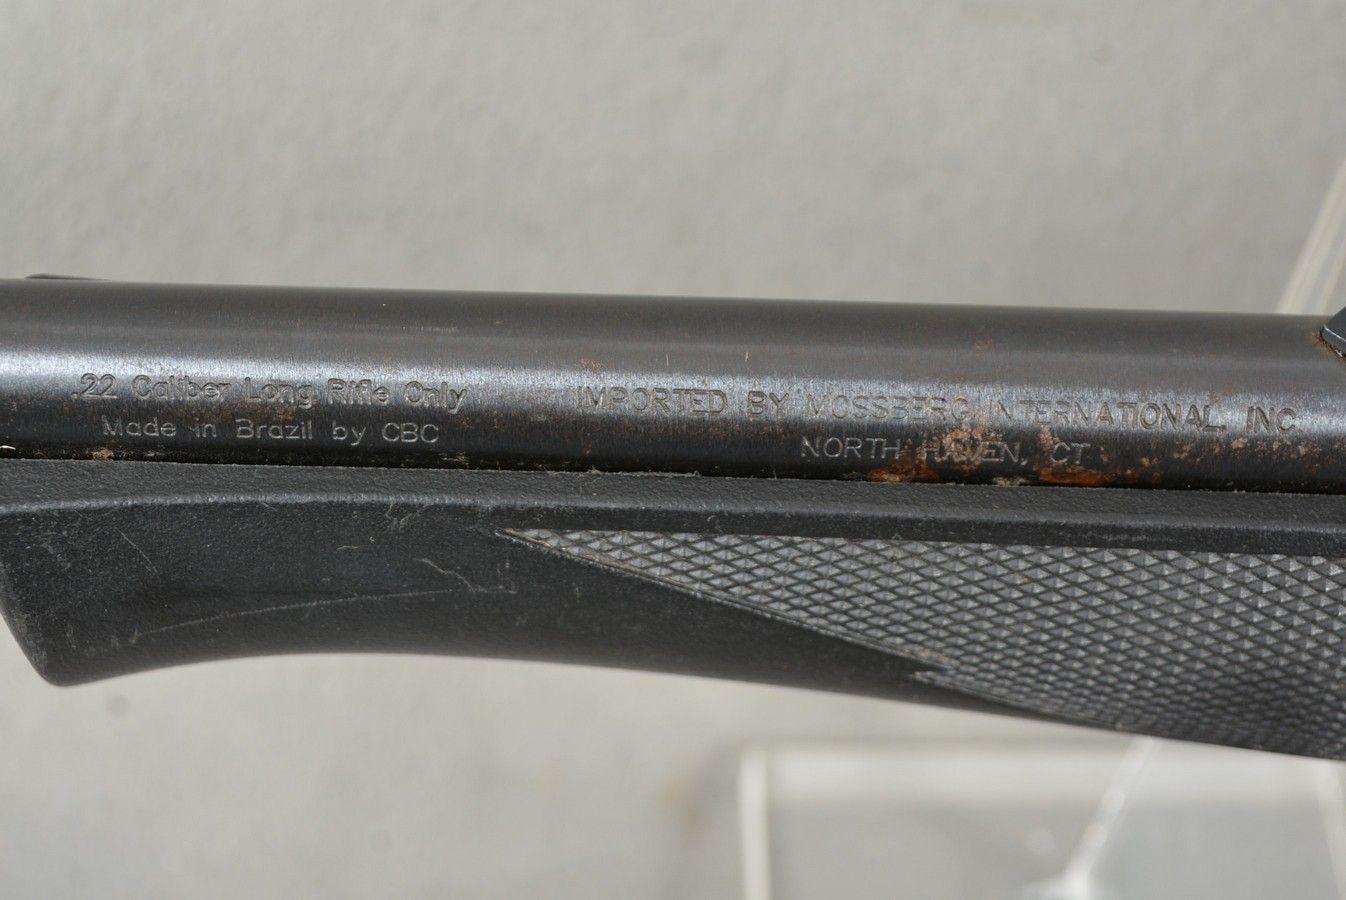 .22 Caliber Long Rifle Only
Made in Brazil by CBC
IMPORTED BY MOSSBERG INTERNATIONAL, INC.
NORTH HAVEN, CT